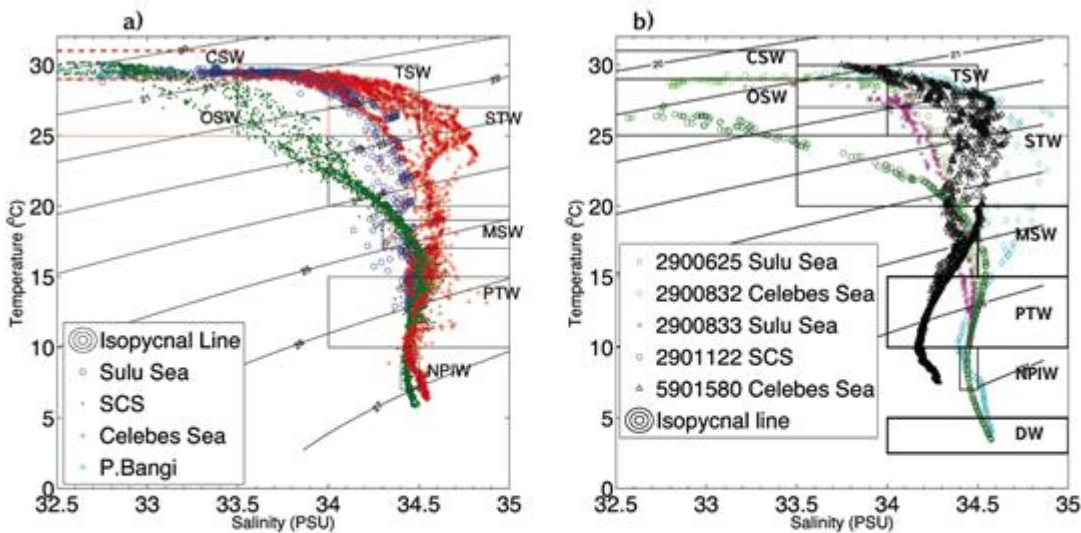 a)
b)
Temperature (°C)
30
25
20
15
10
5
0
CSW
TSW
OSW
STW
MSW
PTW
NPIW
Isopycnal Line
Sulu Sea
SCS
Celebes Sea
P.Bangi
32.5 33 33.5 34 34.5 35
Salinity (PSU)
Temperature (°C)
30
25
20
15
10
5
0
CSW
TSW
OSW
STW
MSW
PTW
NPIW
DW
2900625 Sulu Sea
2900832 Celebes Sea
2900833 Sulu Sea
2901122 SCS
5901580 Celebes Sea
Isopycnal line
32.5 33 33.5 34 34.5 35
Salinity (PSU)